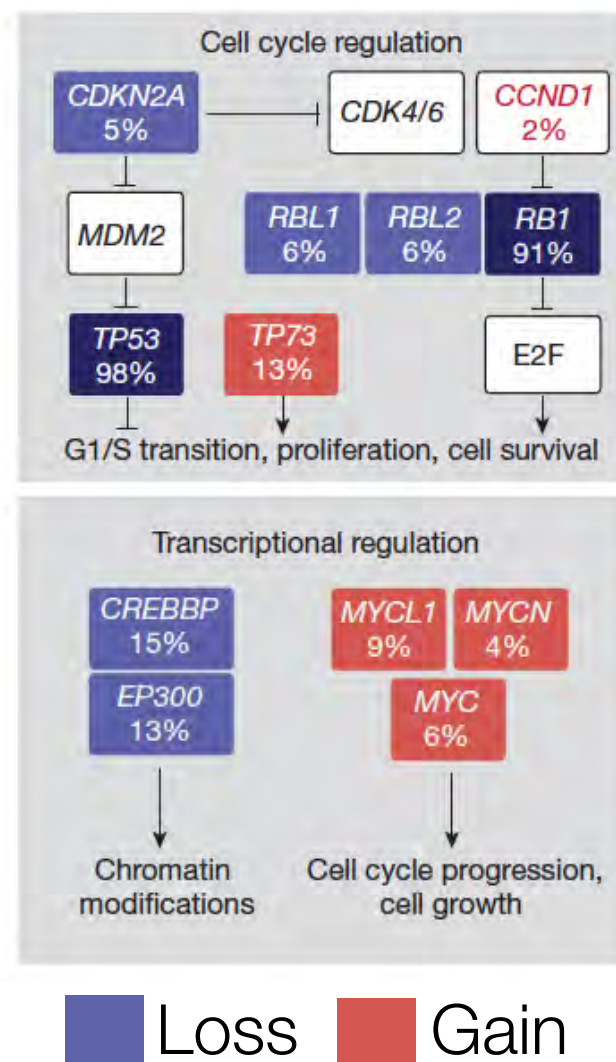 Cell cycle regulation
CDKN2A
5%
CDK4/6
CCND1
2%
MDM2
RBL1
6%
RBL2
6%
RB1
91%
TP53
98%
TP73
13%
E2F
G1/S transition, proliferation, cell survival
Transcriptional regulation
CREBBP
15%
EP300
13%
MYCL1
9%
MYCN
4%
MYC
6%
Chromatin
modifications
Cell cycle progression,
cell growth
Loss
Gain